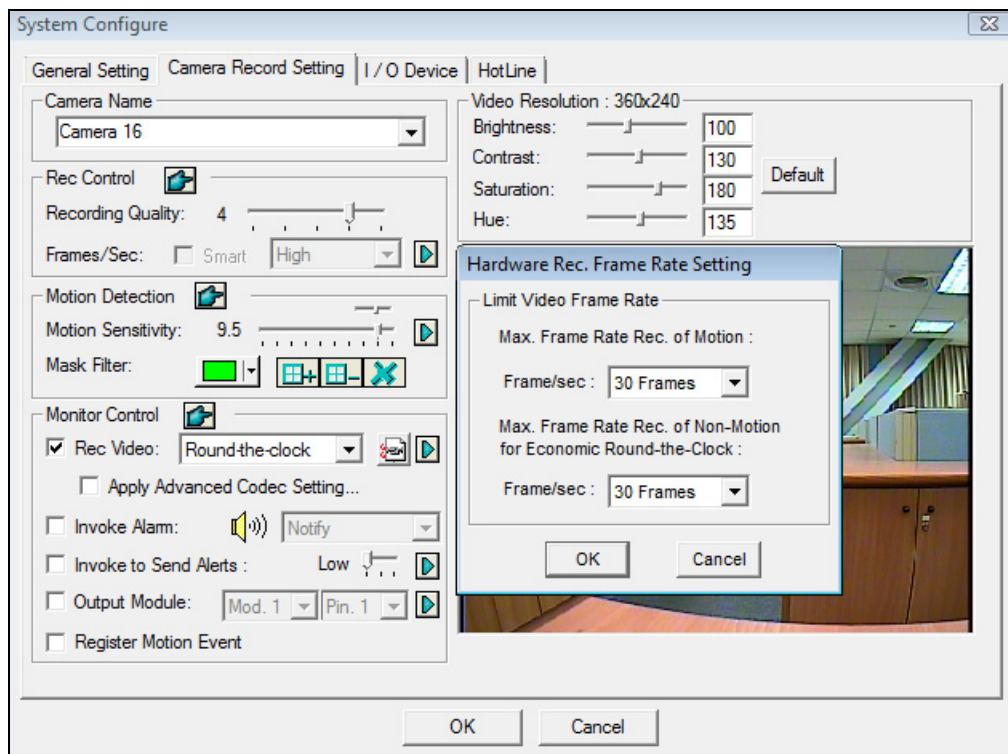 System Configure
General Setting
Camera Record Setting
I / O Device
HotLine
Camera Name
Camera 16
Rec Control
Recording Quality: 4
Frames/Sec: Smart High
Motion Detection
Motion Sensitivity: 9.5
Mask Filter:
Monitor Control
Rec Video: Round-the-clock
Apply Advanced Codec Setting...
Invoke Alarm: Notify
Invoke to Send Alerts : Low
Output Module: Mod. 1 Pin. 1
Register Motion Event
Video Resolution : 360x240
Brightness: 100
Contrast: 130
Saturation: 180
Hue: 135
Default
Hardware Rec. Frame Rate Setting
Limit Video Frame Rate
Max. Frame Rate Rec. of Motion :
Frame/sec : 30 Frames
Max. Frame Rate Rec. of Non-Motion
for Economic Round-the-Clock :
Frame/sec : 30 Frames
OK Cancel
OK Cancel